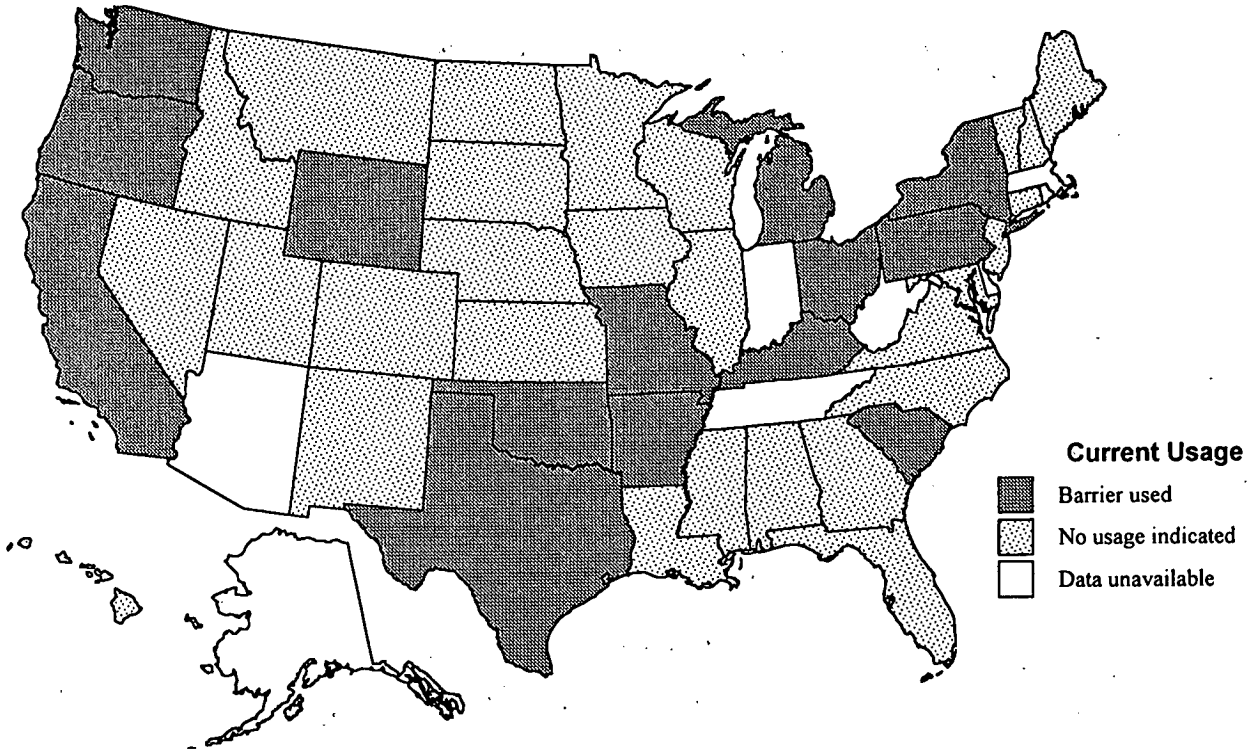 Current Usage
Barrier used
No usage indicated
Data unavailable